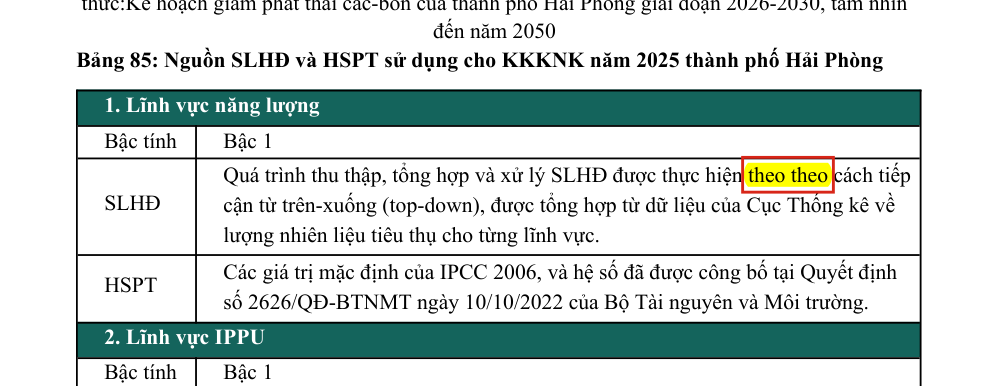 thức:Kế hoạch giảm phát thải các-bon của thành phố Hải Phòng giai đoạn 2026-2030, tầm nhìn
đến năm 2050
Bảng 85: Nguồn SLHĐ và HSPT sử dụng cho KKKNK năm 2025 thành phố Hải Phòng
1. Lĩnh vực năng lượng
Bậc tính Bậc 1
SLHĐ
Quá trình thu thập, tổng hợp và xử lý SLHĐ được thực hiện theo theo cách tiếp
cận từ trên-xuống (top-down), được tổng hợp từ dữ liệu của Cục Thống kê về
lượng nhiên liệu tiêu thụ cho từng lĩnh vực.
HSPT
Các giá trị mặc định của IPCC 2006, và hệ số đã được công bố tại Quyết định
số 2626/QĐ-BTNMT ngày 10/10/2022 của Bộ Tài nguyên và Môi trường.
2. Lĩnh vực IPPU
Bậc tính Bậc 1